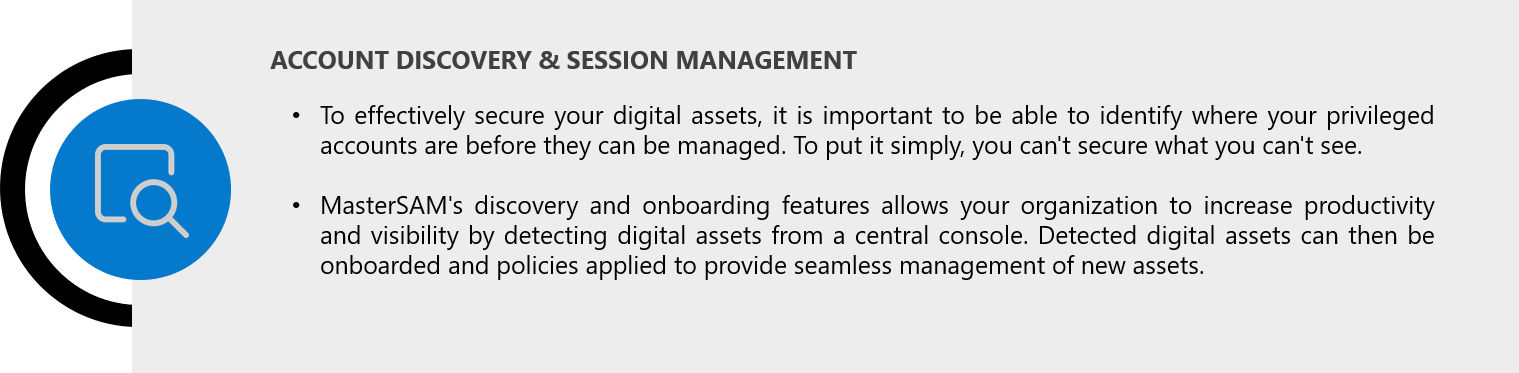 ACCOUNT DISCOVERY & SESSION MANAGEMENT
• To effectively secure your digital assets, it is important to be able to identify where your privileged
accounts are before they can be managed. To put it simply, you can't secure what you can't see.
• MasterSAM's discovery and onboarding features allows your organization to increase productivity
and visibility by detecting digital assets from a central console. Detected digital assets can then be
onboarded and policies applied to provide seamless management of new assets.